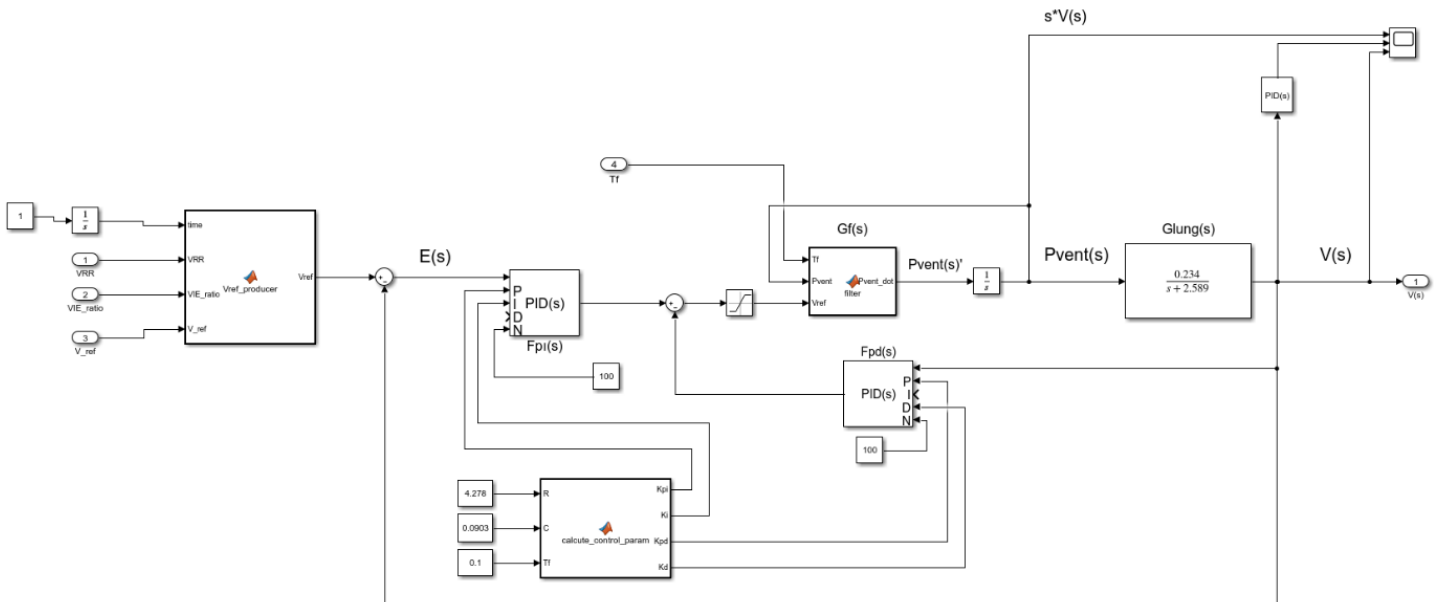 s*V(s)
PID(s)
4
Tf
1
1
s
time
1
VRR
VRR
2
VIE_ratio
VIE_ratio
3
V_ref
V_ref
Vref_producer
Vref
+
-
E(s)
P
I
D
N
PID(s)
Fpi(s)
100
+
-
Gf(s)
Tf
Pvent
Vref
filter
Pvent_dot
Pvent(s)'
1
s
Pvent(s)
Glung(s)
0.234
s + 2.589
V(s)
1
V(s)
Fpd(s)
PID(s)
P
I
D
N
100
4.278
R
0.0903
C
0.1
Tf
calcute_control_param
Kpi
Ki
Kpd
Kd